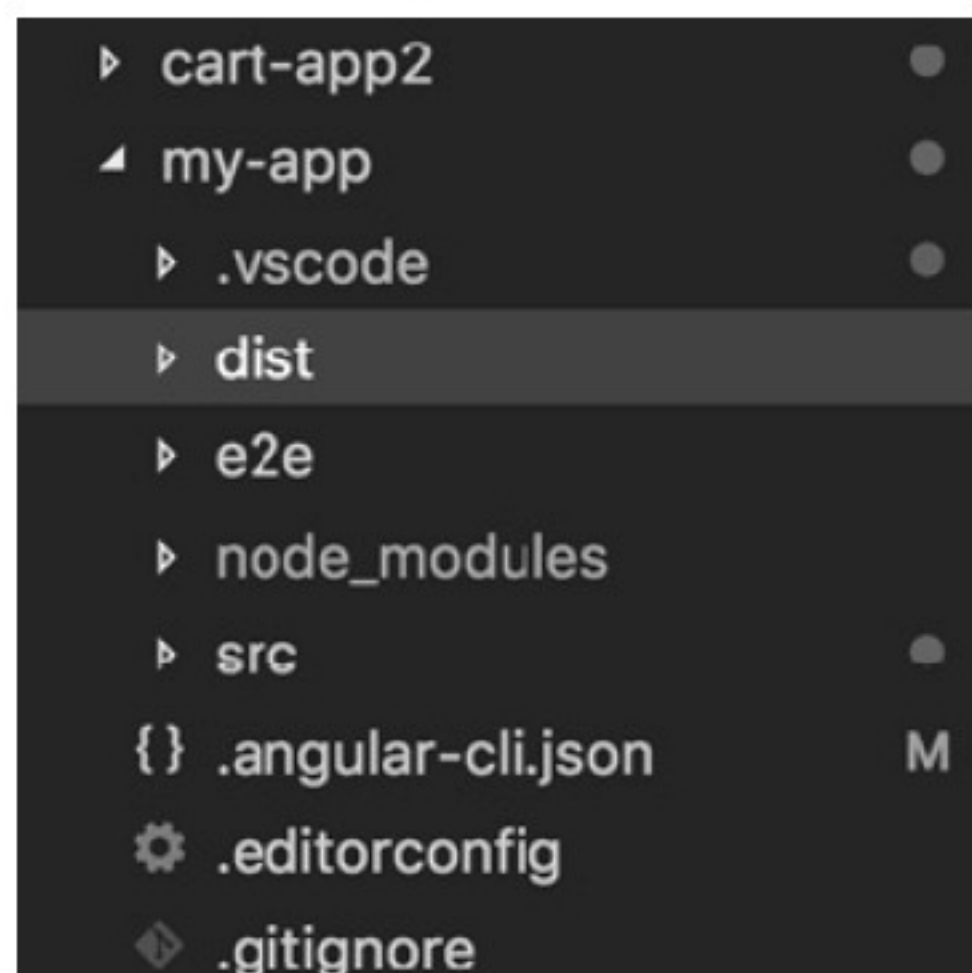 cart-app2
my-app
.vscode
dist
e2e
node_modules
src
{} .angular-cli.json M
.editorconfig
.gitignore